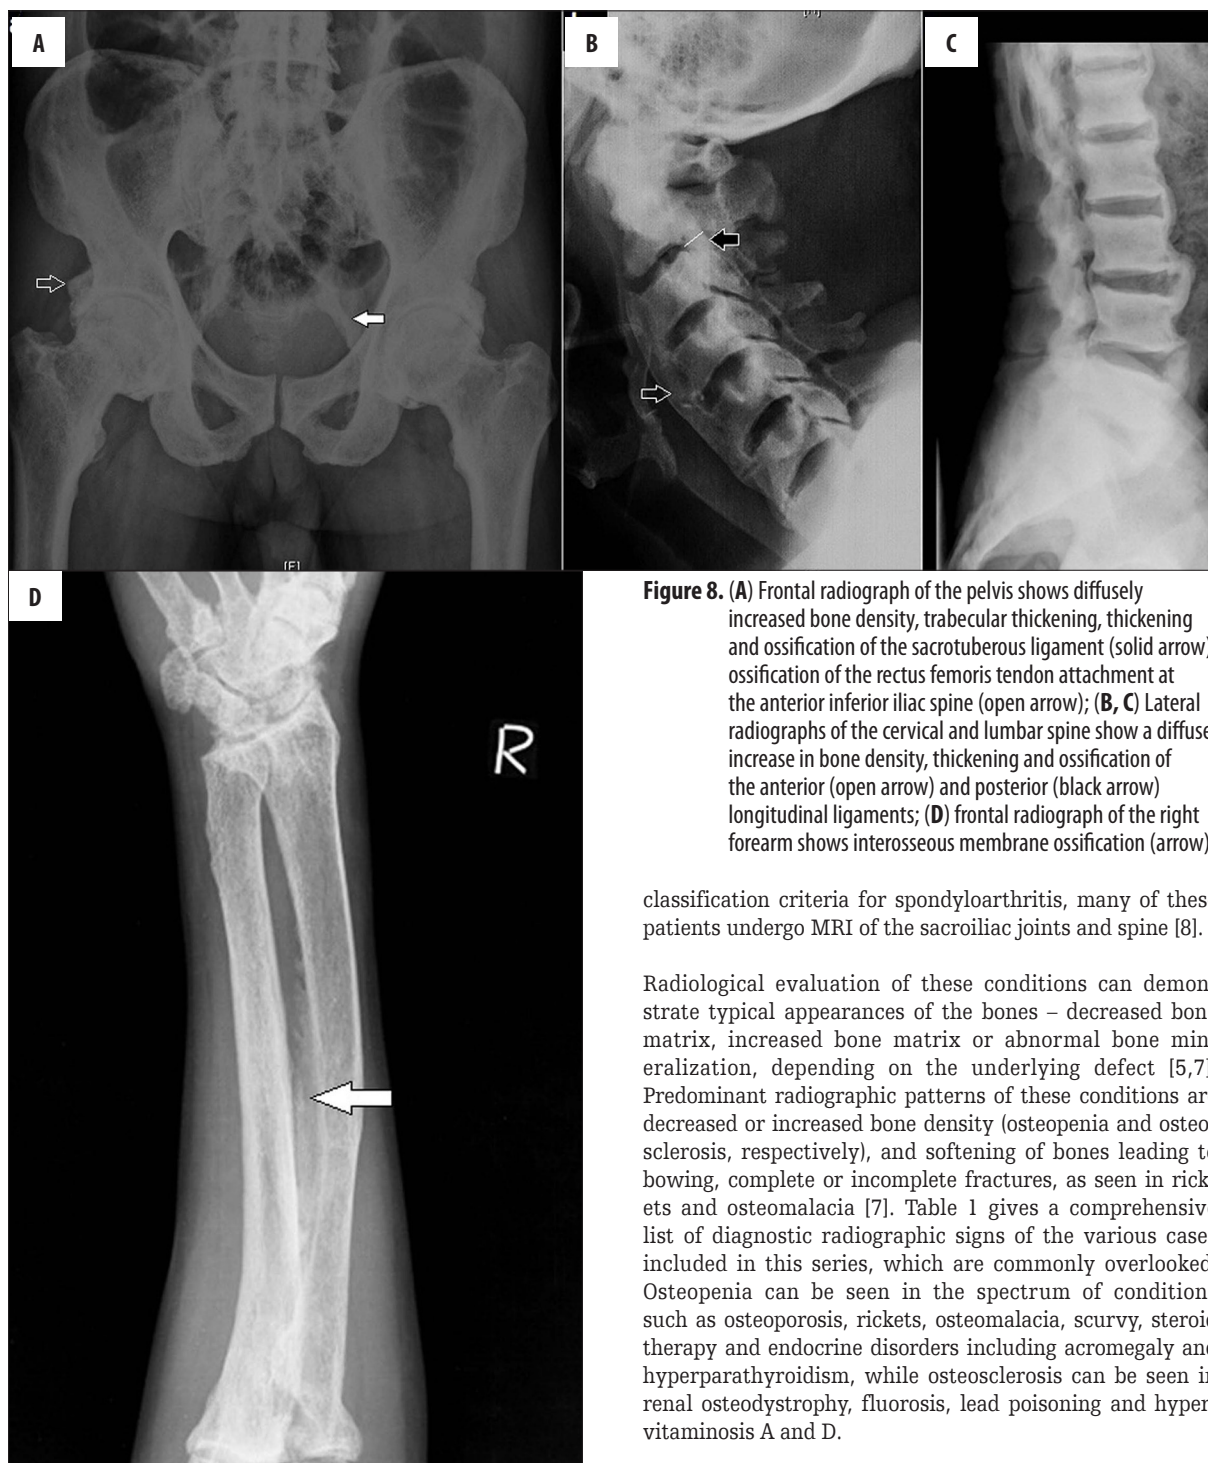 A
B
C
D
R
[F]
Figure 8. (A) Frontal radiograph of the pelvis shows diffusely
increased bone density, trabecular thickening, thickening
and ossification of the sacrotuberous ligament (solid arrow)
ossification of the rectus femoris tendon attachment at
the anterior inferior iliac spine (open arrow); (B, C) Lateral
radiographs of the cervical and lumbar spine show a diffuse
increase in bone density, thickening and ossification of
the anterior (open arrow) and posterior (black arrow)
longitudinal ligaments; (D) frontal radiograph of the right
forearm shows interosseous membrane ossification (arrow)
classification criteria for spondyloarthritis, many of thes
patients undergo MRI of the sacroiliac joints and spine [8].
Radiological evaluation of these conditions can demon
strate typical appearances of the bones – decreased bon
matrix, increased bone matrix or abnormal bone min
eralization, depending on the underlying defect [5,7]
Predominant radiographic patterns of these conditions ar
decreased or increased bone density (osteopenia and osteo
sclerosis, respectively), and softening of bones leading to
bowing, complete or incomplete fractures, as seen in rick
ets and osteomalacia [7]. Table 1 gives a comprehensive
list of diagnostic radiographic signs of the various case
included in this series, which are commonly overlooked
Osteopenia can be seen in the spectrum of condition
such as osteoporosis, rickets, osteomalacia, scurvy, steroid
therapy and endocrine disorders including acromegaly and
hyperparathyroidism, while osteosclerosis can be seen in
renal osteodystrophy, fluorosis, lead poisoning and hyper
vitaminosis A and D.